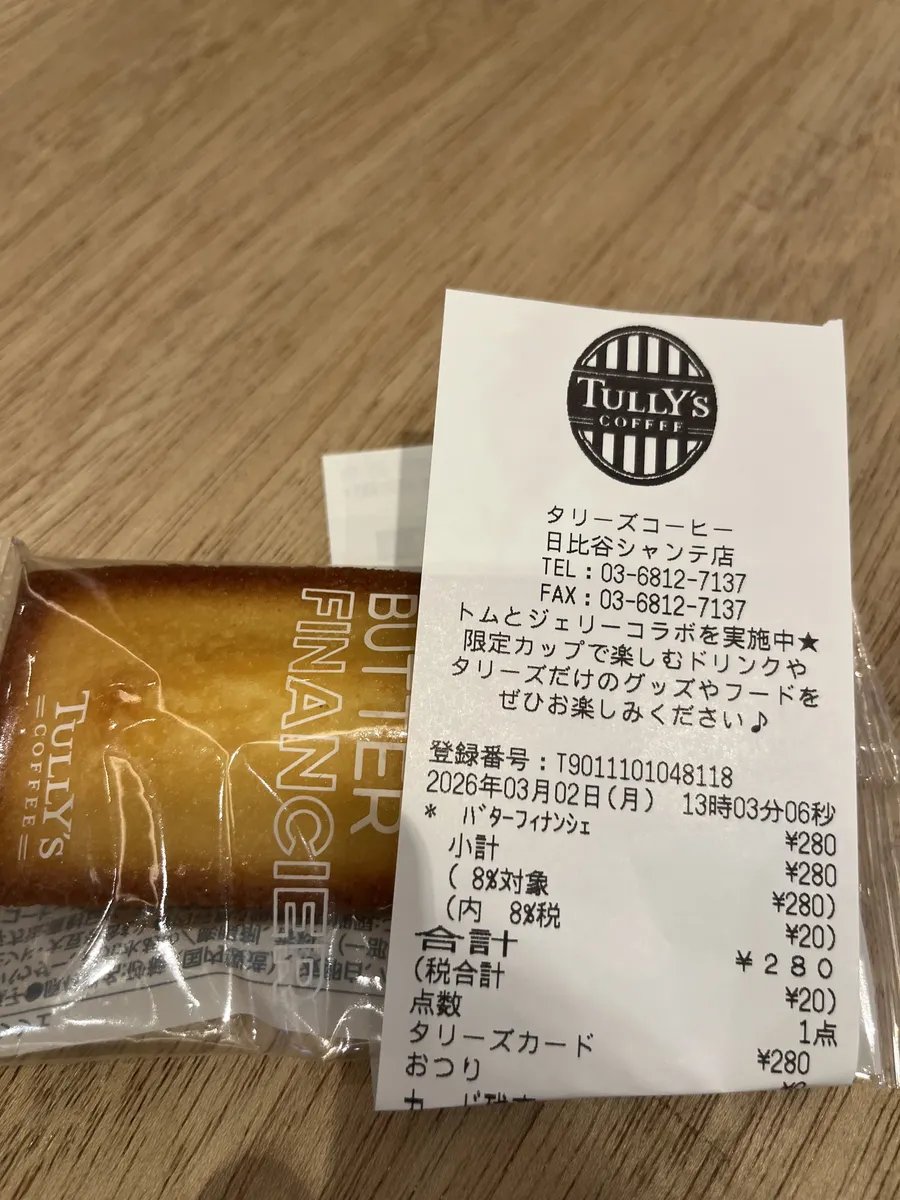 TULLY'S
COFFEE
タリーズコーヒー
日比谷シャンテ店
TEL:03-6812-7137
FAX:03-6812-7137
トムとジェリーコラボを実施中★
限定カップで楽しむドリンクや
タリーズだけのグッズやフードを
ぜひお楽しみください♪
登録番号:T9011101048118
2026年03月02日(月) 13時03分06秒
* バターフィナンシェ ¥280
小計 ¥280
( 8%対象 ¥280)
(内 8%税 ¥20)
合計 ¥280
(税合計 ¥20)
点数 1点
タリーズカード ¥280
おつり
BUTTER
FINANCIER
TULLY'S
COFFEE